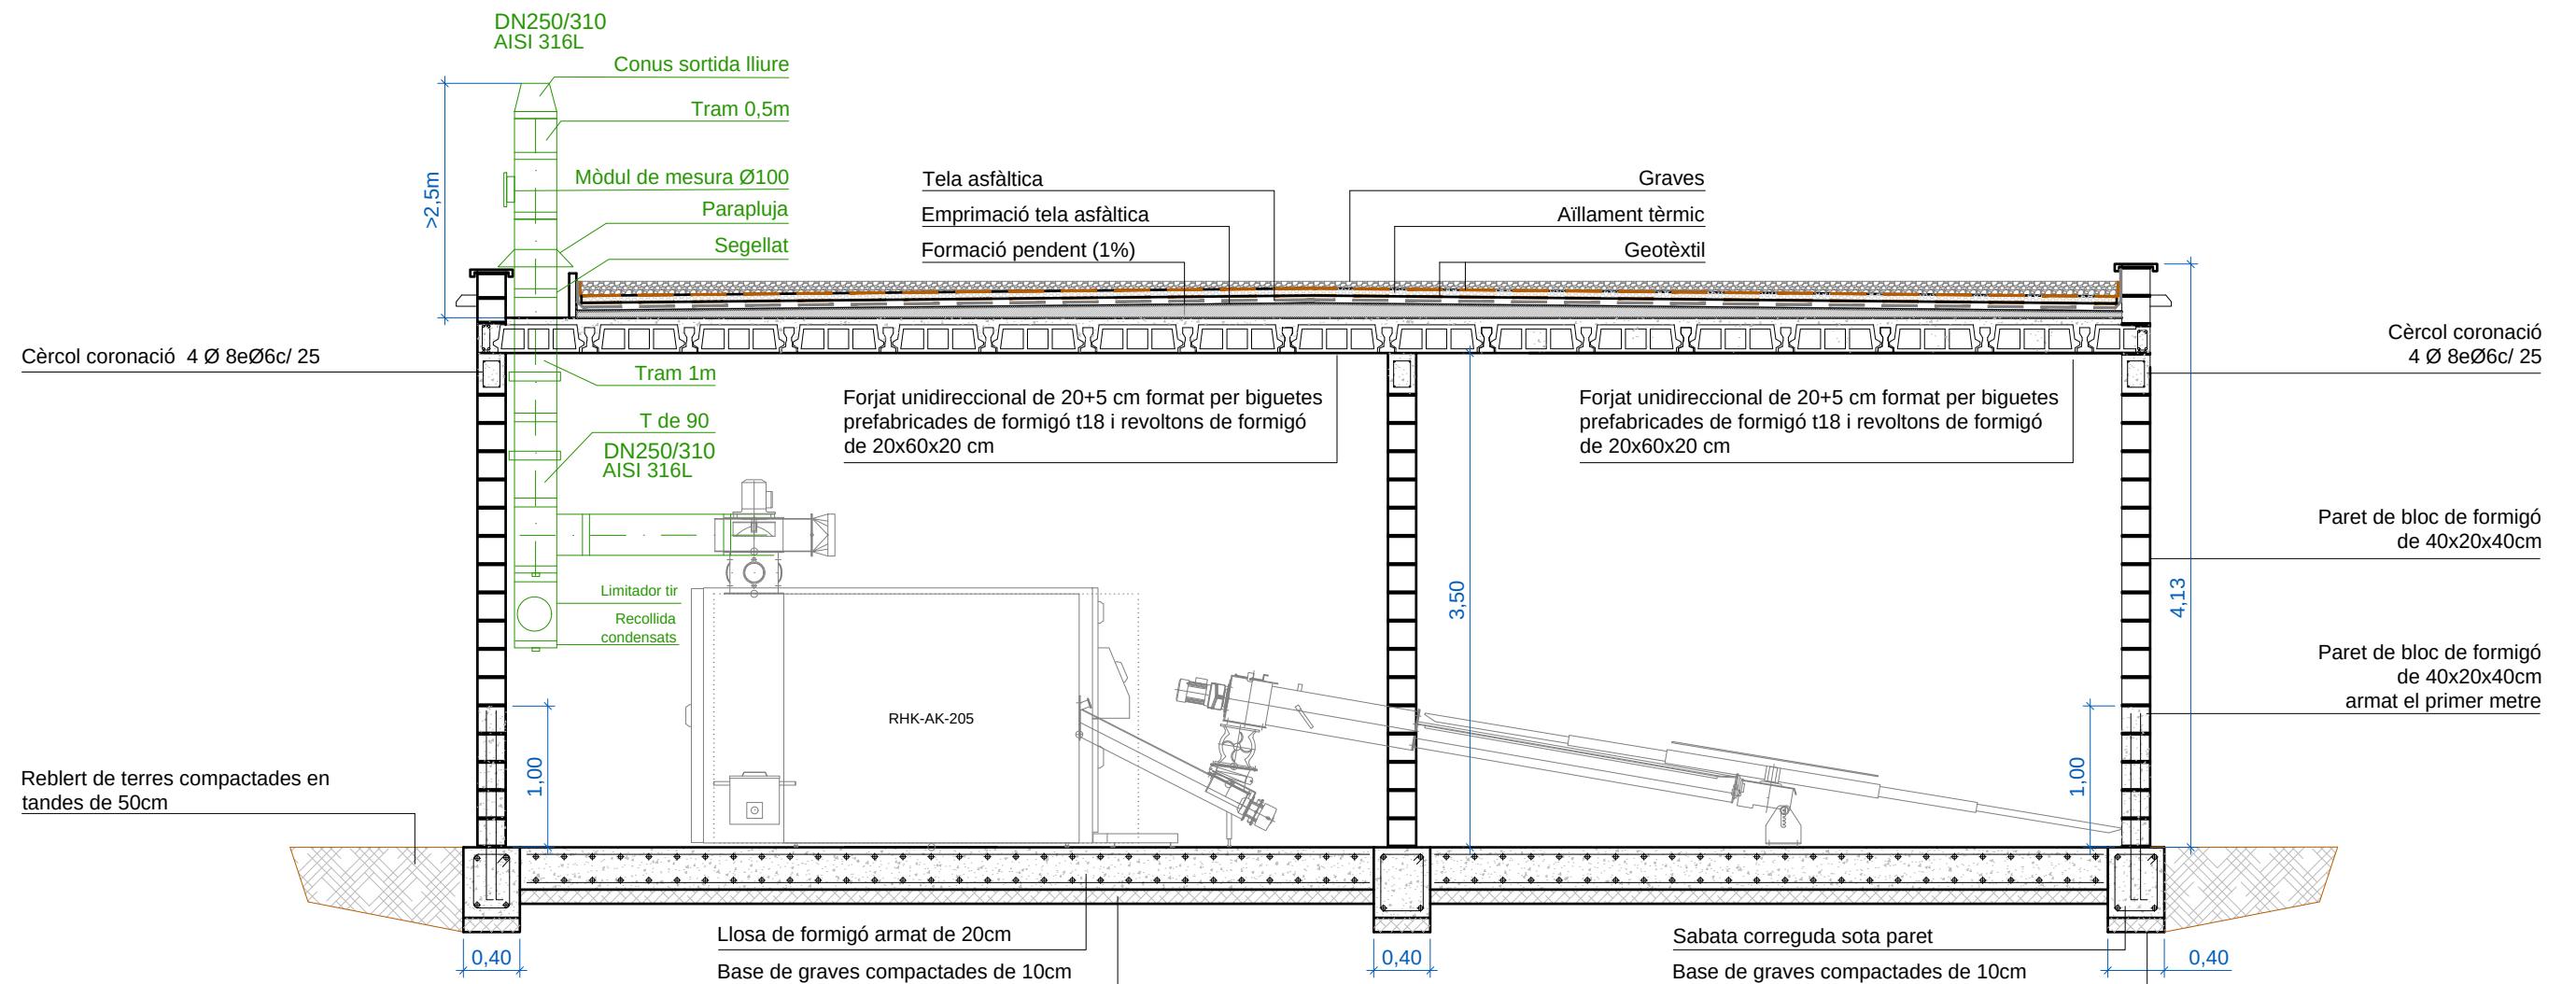 DN250/310
AISI 316L
Conus sortida lliure
Tram 0,5m
Mòdul de mesura Ø100
Parapluja
Segellat
>2,5m
Tela asfàltica
Emprimació tela asfàltica
Formació pendent (1%)
Graves
Aïllament tèrmic
Geotèxtil
Cèrcol coronació 4 Ø 8eØ6c/ 25
Cèrcol coronació
4 Ø 8eØ6c/ 25
Tram 1m
T de 90
DN250/310
AISI 316L
Forjat unidireccional de 20+5 cm format per biguetes
prefabricades de formigó t18 i revoltons de formigó
de 20x60x20 cm
Forjat unidireccional de 20+5 cm format per biguetes
prefabricades de formigó t18 i revoltons de formigó
de 20x60x20 cm
Paret de bloc de formigó
de 40x20x40cm
Limitador tir
Recollida
condensats
3,50
4,13
Paret de bloc de formigó
de 40x20x40cm
armat el primer metre
RHK-AK-205
1,00
1,00
Reblert de terres compactades en
tandes de 50cm
Llosa de formigó armat de 20cm
Base de graves compactades de 10cm
Sabata correguda sota paret
Base de graves compactades de 10cm
0,40
0,40
0,40